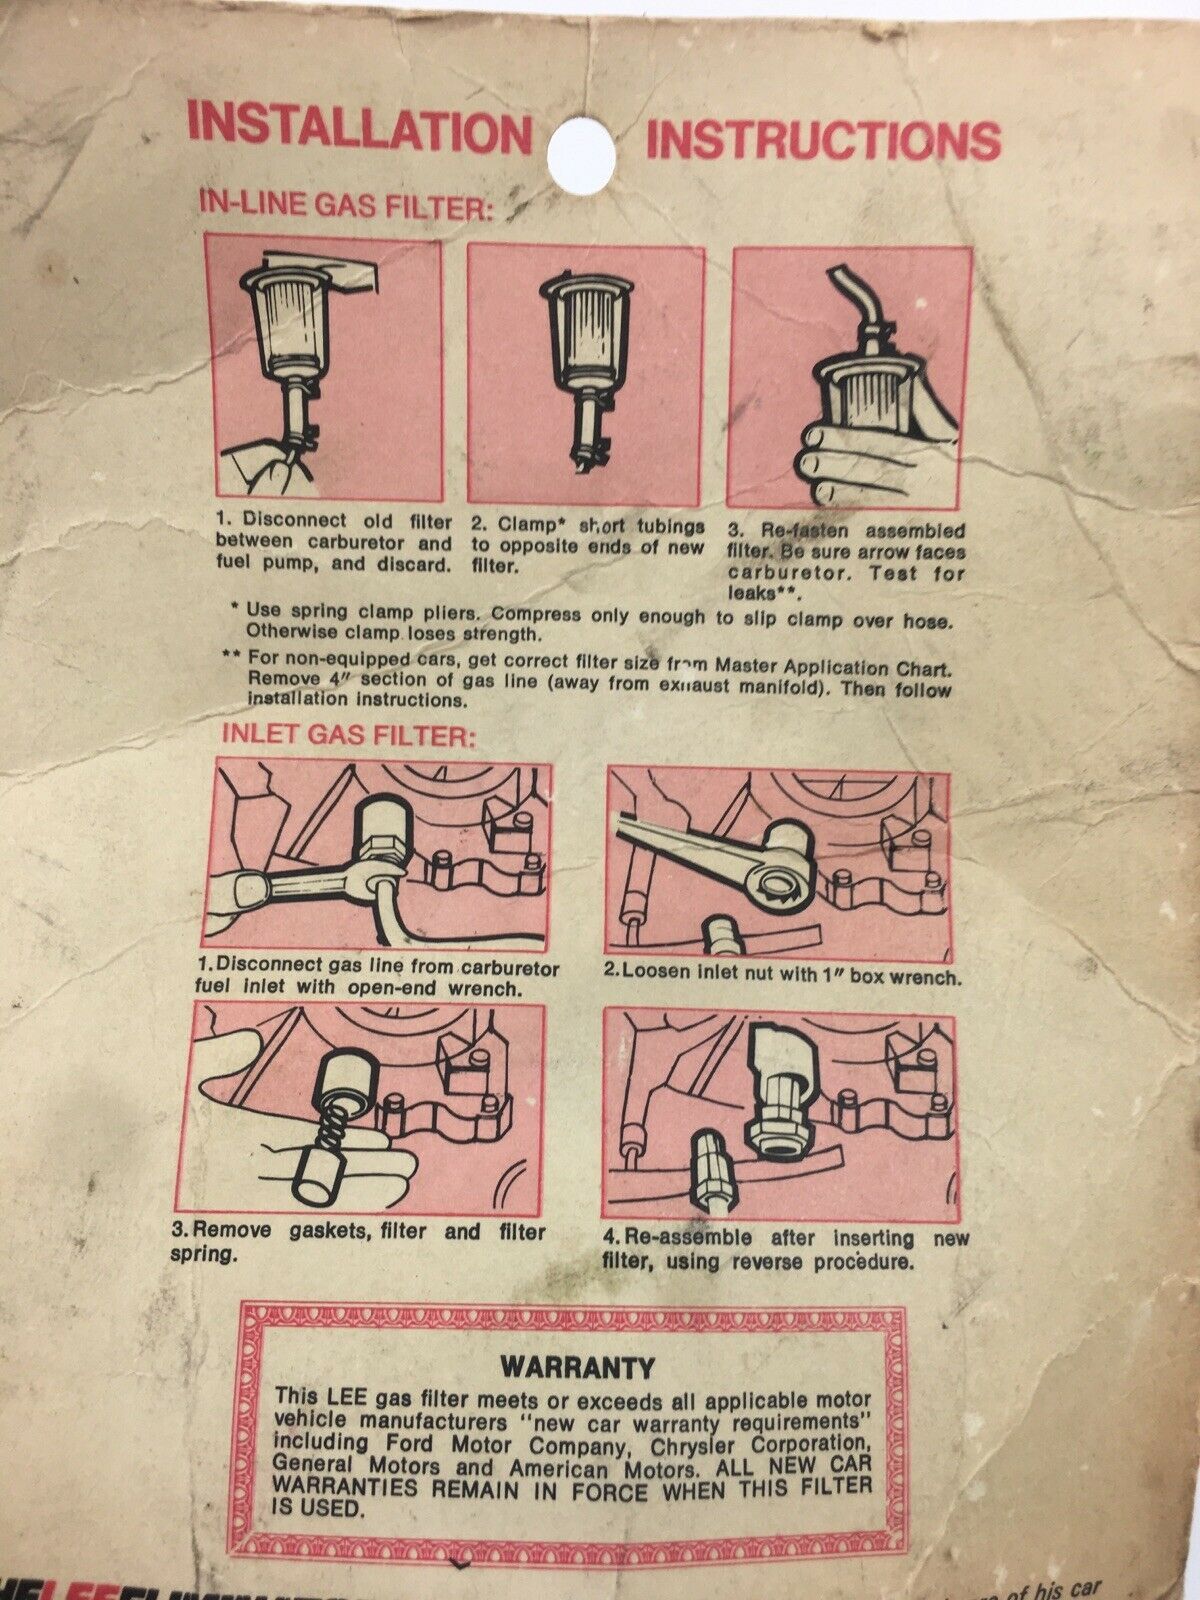 INSTALLATION INSTRUCTIONS
IN-LINE GAS FILTER:
1. Disconnect old filter
between carburetor and
fuel pump, and discard.
2. Clamp* short tubings
to opposite ends of new
filter.
3. Re-fasten assembled
filter. Be sure arrow faces
carburetor. Test for
leaks**.
* Use spring clamp pliers. Compress only enough to slip clamp over hose.
Otherwise clamp loses strength.
** For non-equipped cars, get correct filter size from Master Application Chart.
Remove 4" section of gas line (away from exhaust manifold). Then follow
installation instructions.
INLET GAS FILTER:
1. Disconnect gas line from carburetor
fuel inlet with open-end wrench.
2. Loosen inlet nut with 1" box wrench.
3. Remove gaskets, filter and filter
spring.
4. Re-assemble after inserting new
filter, using reverse procedure.
WARRANTY
This LEE gas filter meets or exceeds all applicable motor
vehicle manufacturers "new car warranty requirements"
including Ford Motor Company, Chrysler Corporation,
General Motors and American Motors. ALL NEW CAR
WARRANTIES REMAIN IN FORCE WHEN THIS FILTER
IS USED.
LEE
of his car